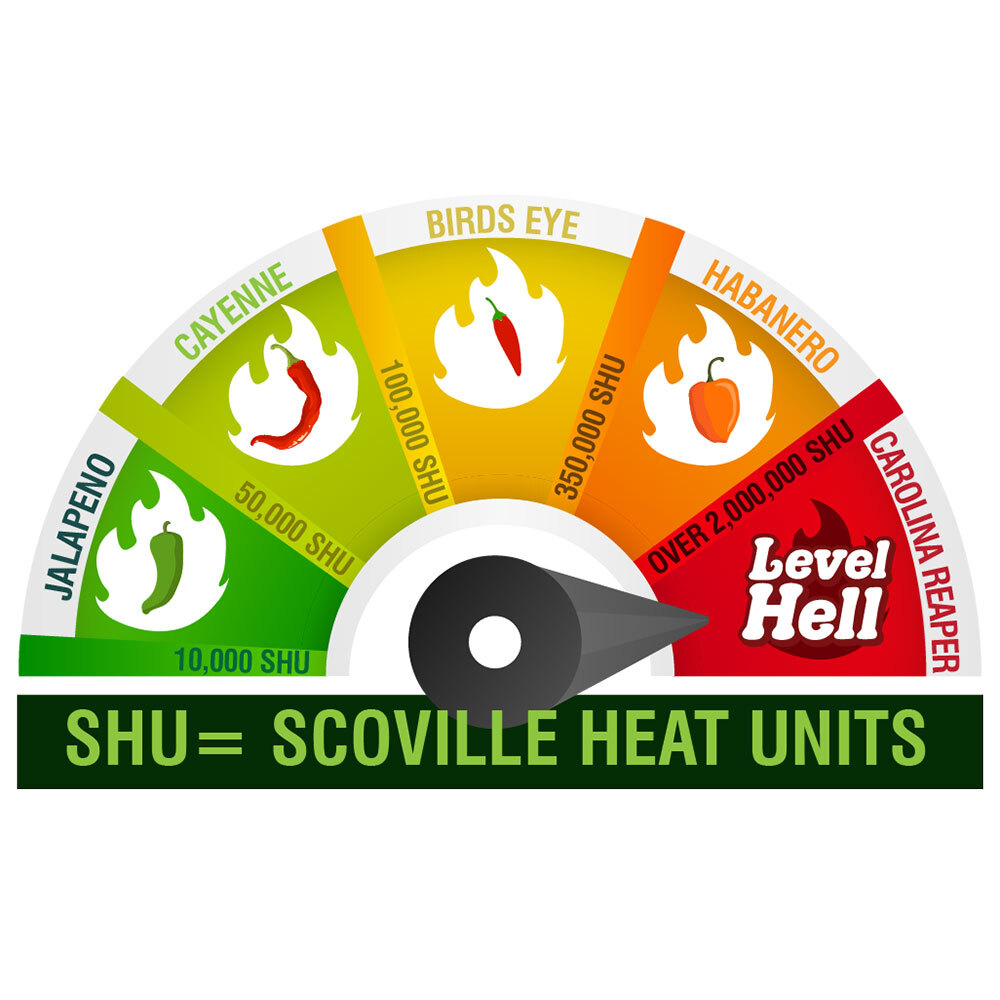 JALAPENO
10,000 SHU
CAYENNE
50,000 SHU
BIRDS EYE
100,000 SHU
HABANERO
350,000 SHU
CAROLINA REAPER
OVER 2,000,000 SHU
Level
Hell
SHU= SCOVILLE HEAT UNITS